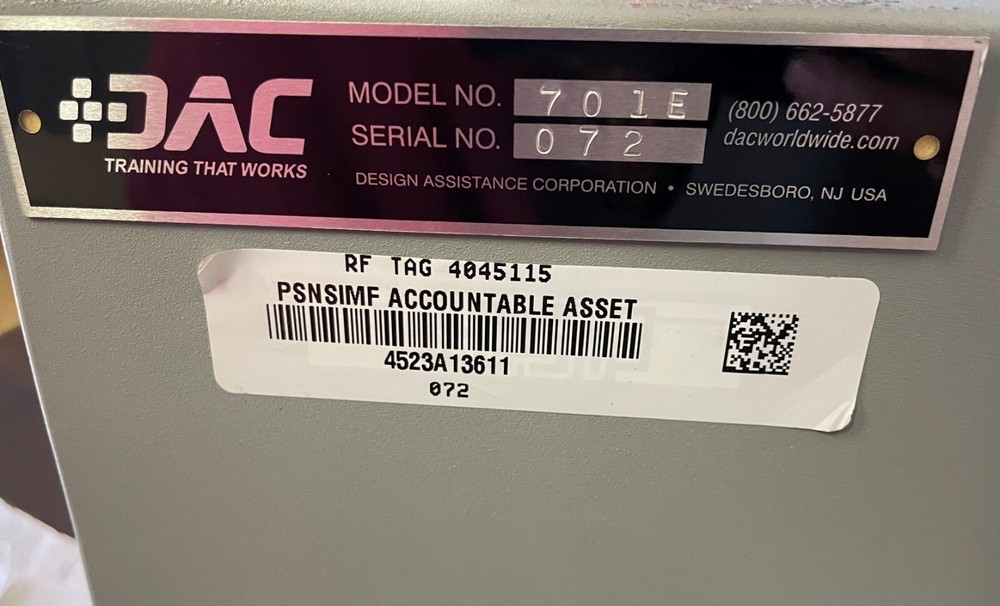 DAC
TRAINING THAT WORKS
MODEL NO. 701E
SERIAL NO. 072
(800) 662-5877
dacworldwide.com
DESIGN ASSISTANCE CORPORATION • SWEDESBORO, NJ USA
RF TAG 4045115
PSNSIMF ACCOUNTABLE ASSET
4523A13611
072